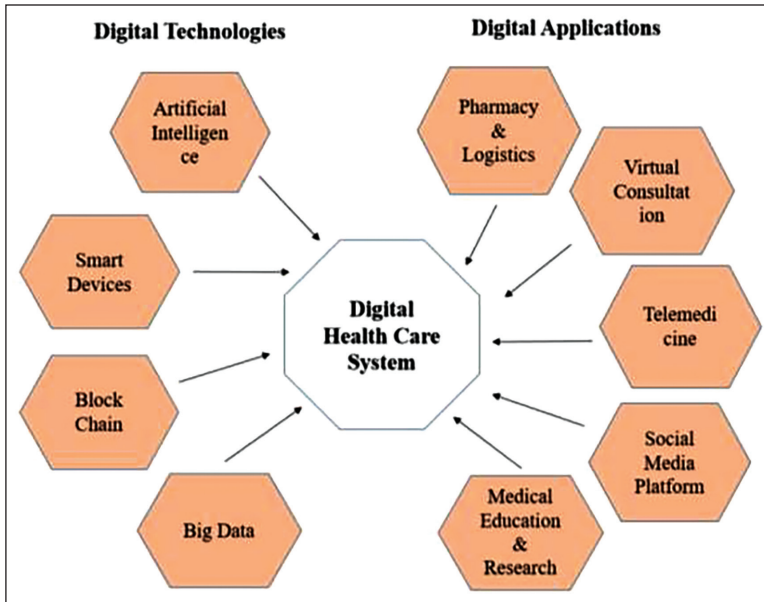 Digital Technologies
Digital Applications
Artificial
Intelligen
ce
Smart
Devices
Block
Chain
Big Data
Digital
Health Care
System
Pharmacy
&
Logistics
Virtual
Consultat
ion
Telemedi
cine
Social
Media
Platform
Medical
Education
&
Research